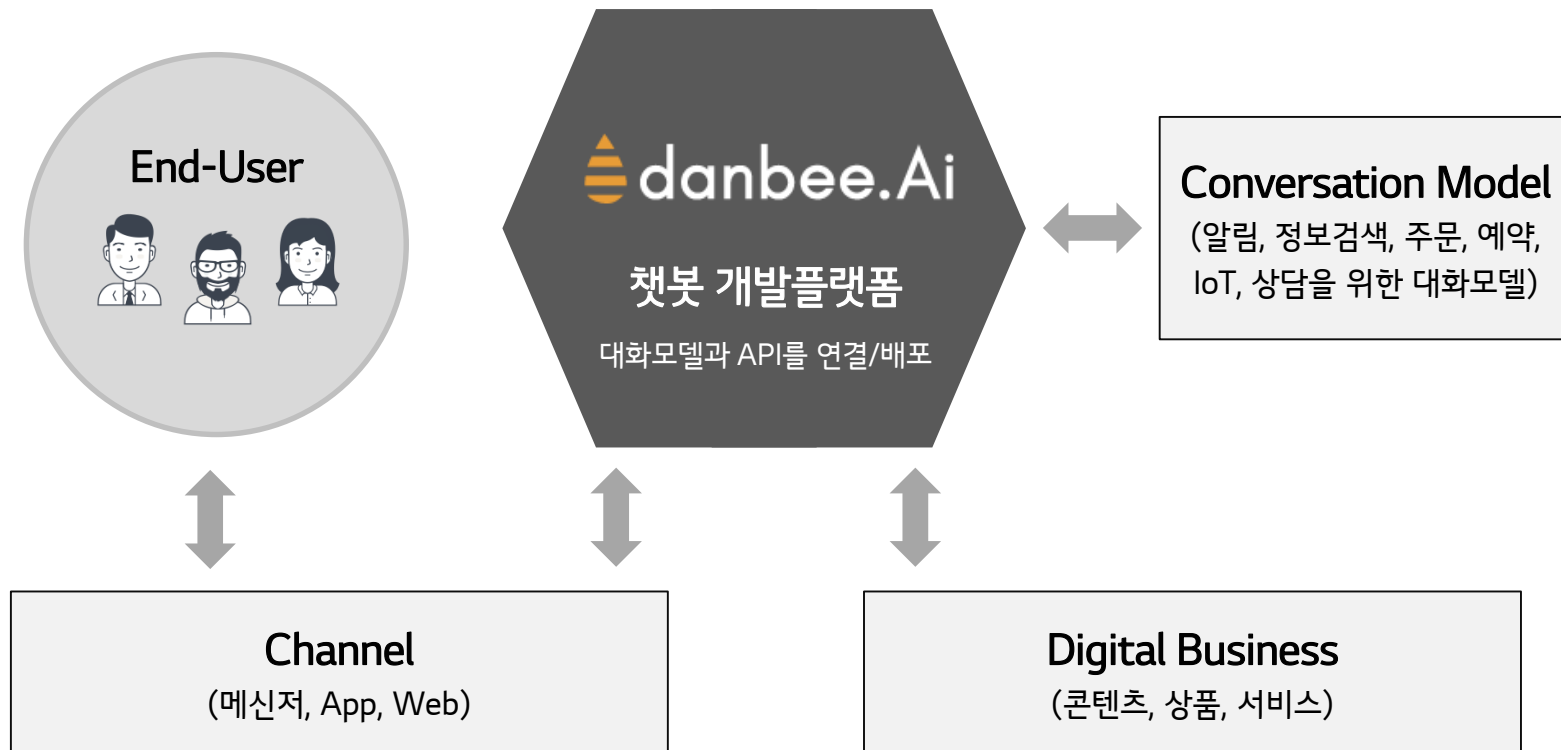 End-User
danbee.Ai
챗봇 개발플랫폼
대화모델과 API를 연결/배포
Conversation Model
(알림, 정보검색, 주문, 예약,
IoT, 상담을 위한 대화모델)
Channel
(메신저, App, Web)
Digital Business
(콘텐츠, 상품, 서비스)